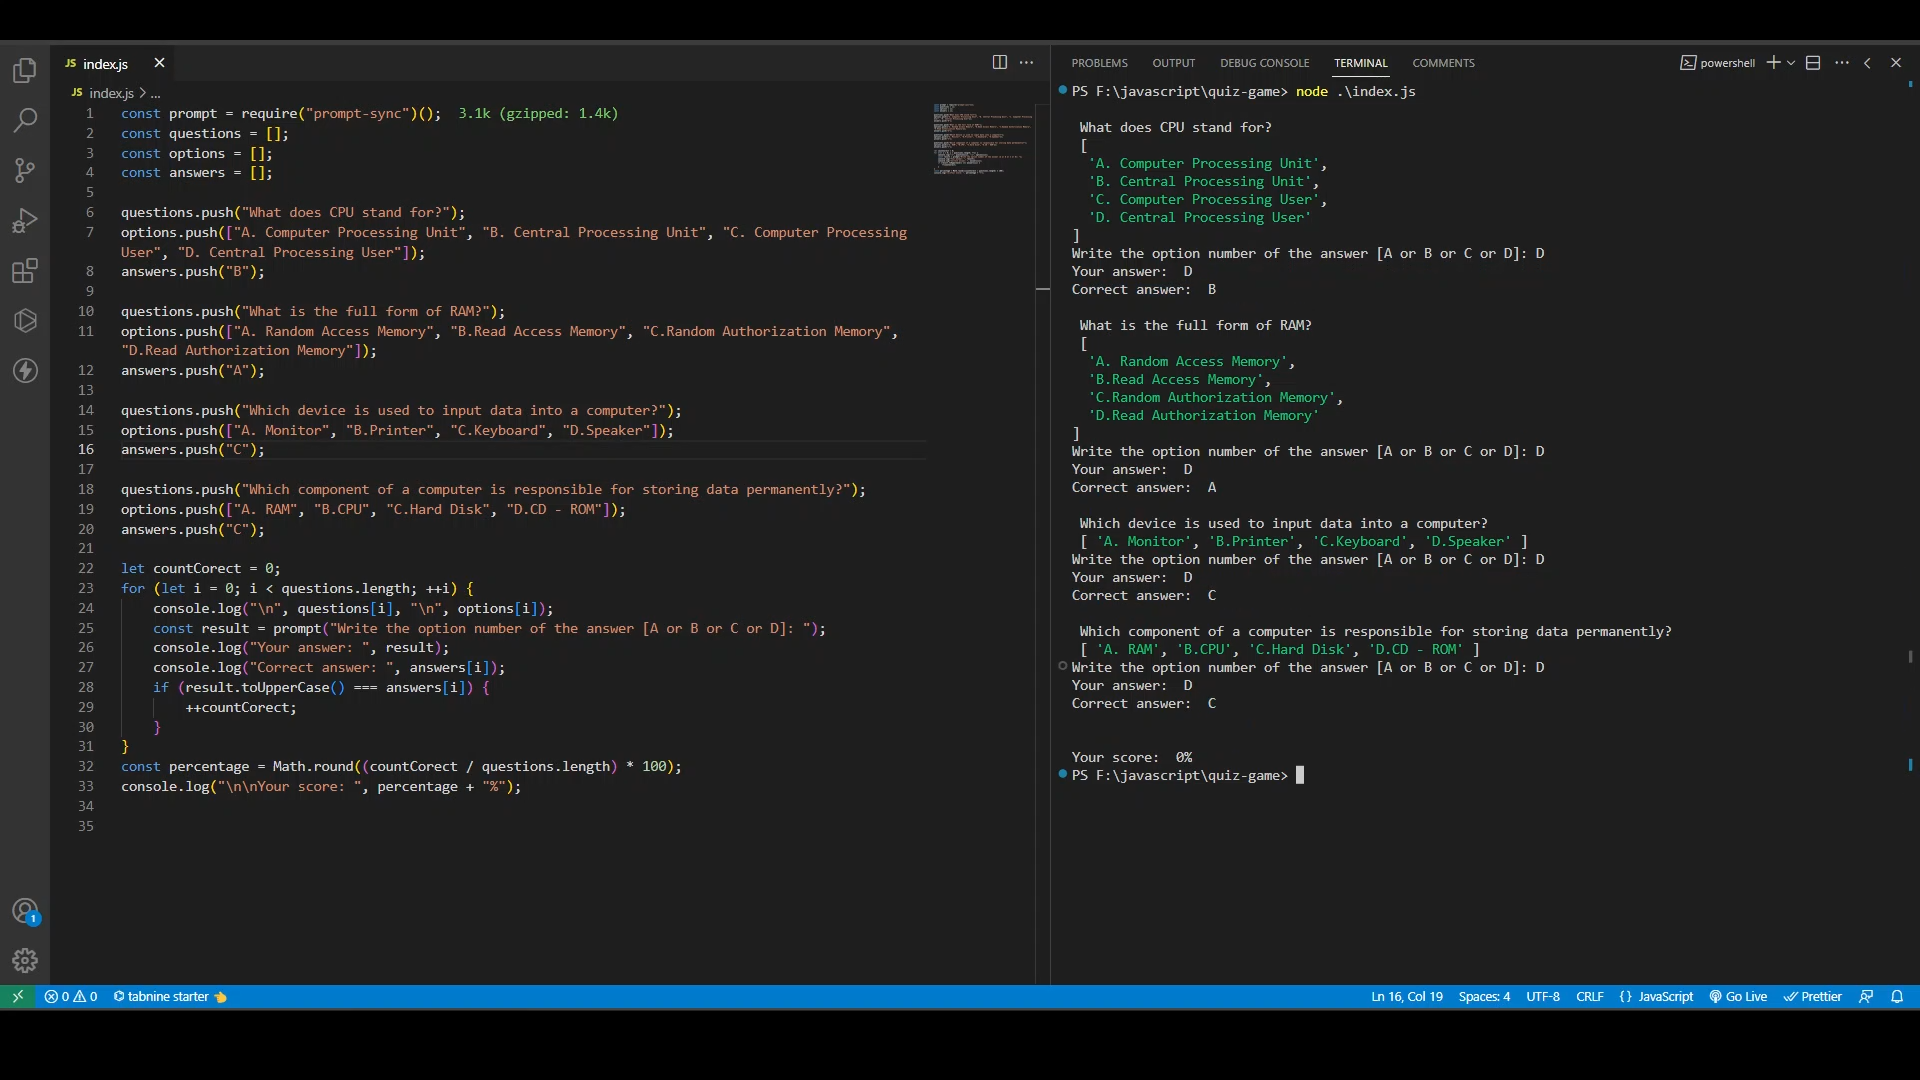 JS index.js
JS index.js > ...
1 const prompt = require("prompt-sync")(); 3.1k (gzipped: 1.4k)
2 const questions = [];
3 const options = [];
4 const answers = [];
5
6 questions.push("What does CPU stand for?");
7 options.push(["A. Computer Processing Unit", "B. Central Processing Unit", "C. Computer Processing
User", "D. Central Processing User"]);
8 answers.push("B");
9
10 questions.push("What is the full form of RAM?");
11 options.push(["A. Random Access Memory", "B.Read Access Memory", "C.Random Authorization Memory",
"D.Read Authorization Memory"]);
12 answers.push("A");
13
14 questions.push("Which device is used to input data into a computer?");
15 options.push(["A. Monitor", "B.Printer", "C.Keyboard", "D.Speaker"]);
16 answers.push("C");
17
18 questions.push("Which component of a computer is responsible for storing data permanently?");
19 options.push(["A. RAM", "B.CPU", "C.Hard Disk", "D.CD - ROM"]);
20 answers.push("C");
21
22 let countCorect = 0;
23 for (let i = 0; i < questions.length; ++i) {
24 console.log("\n", questions[i], "\n", options[i]);
25 const result = prompt("Write the option number of the answer [A or B or C or D]: ");
26 console.log("Your answer: ", result);
27 console.log("Correct answer: ", answers[i]);
28 if (result.toUpperCase() === answers[i]) {
29 ++countCorect;
30 }
31 }
32 const percentage = Math.round((countCorect / questions.length) * 100);
33 console.log("\n\nYour score: ", percentage + "%");
34
35
PROBLEMS OUTPUT DEBUG CONSOLE TERMINAL COMMENTS powershell
PS F:\javascript\quiz-game> node .\index.js
What does CPU stand for?
[
'A. Computer Processing Unit',
'B. Central Processing Unit',
'C. Computer Processing User',
'D. Central Processing User'
]
Write the option number of the answer [A or B or C or D]: D
Your answer:  D
Correct answer:  B
What is the full form of RAM?
[
'A. Random Access Memory',
'B.Read Access Memory',
'C.Random Authorization Memory',
'D.Read Authorization Memory'
]
Write the option number of the answer [A or B or C or D]: D
Your answer:  D
Correct answer:  A
Which device is used to input data into a computer?
[ 'A. Monitor', 'B.Printer', 'C.Keyboard', 'D.Speaker' ]
Write the option number of the answer [A or B or C or D]: D
Your answer:  D
Correct answer:  C
Which component of a computer is responsible for storing data permanently?
[ 'A. RAM', 'B.CPU', 'C.Hard Disk', 'D.CD - ROM' ]
Write the option number of the answer [A or B or C or D]: D
Your answer:  D
Correct answer:  C
Your score:  0%
PS F:\javascript\quiz-game>
1
0 0 tabnine starter Ln 16, Col 19 Spaces: 4 UTF-8 CRLF {} JavaScript Go Live Prettier